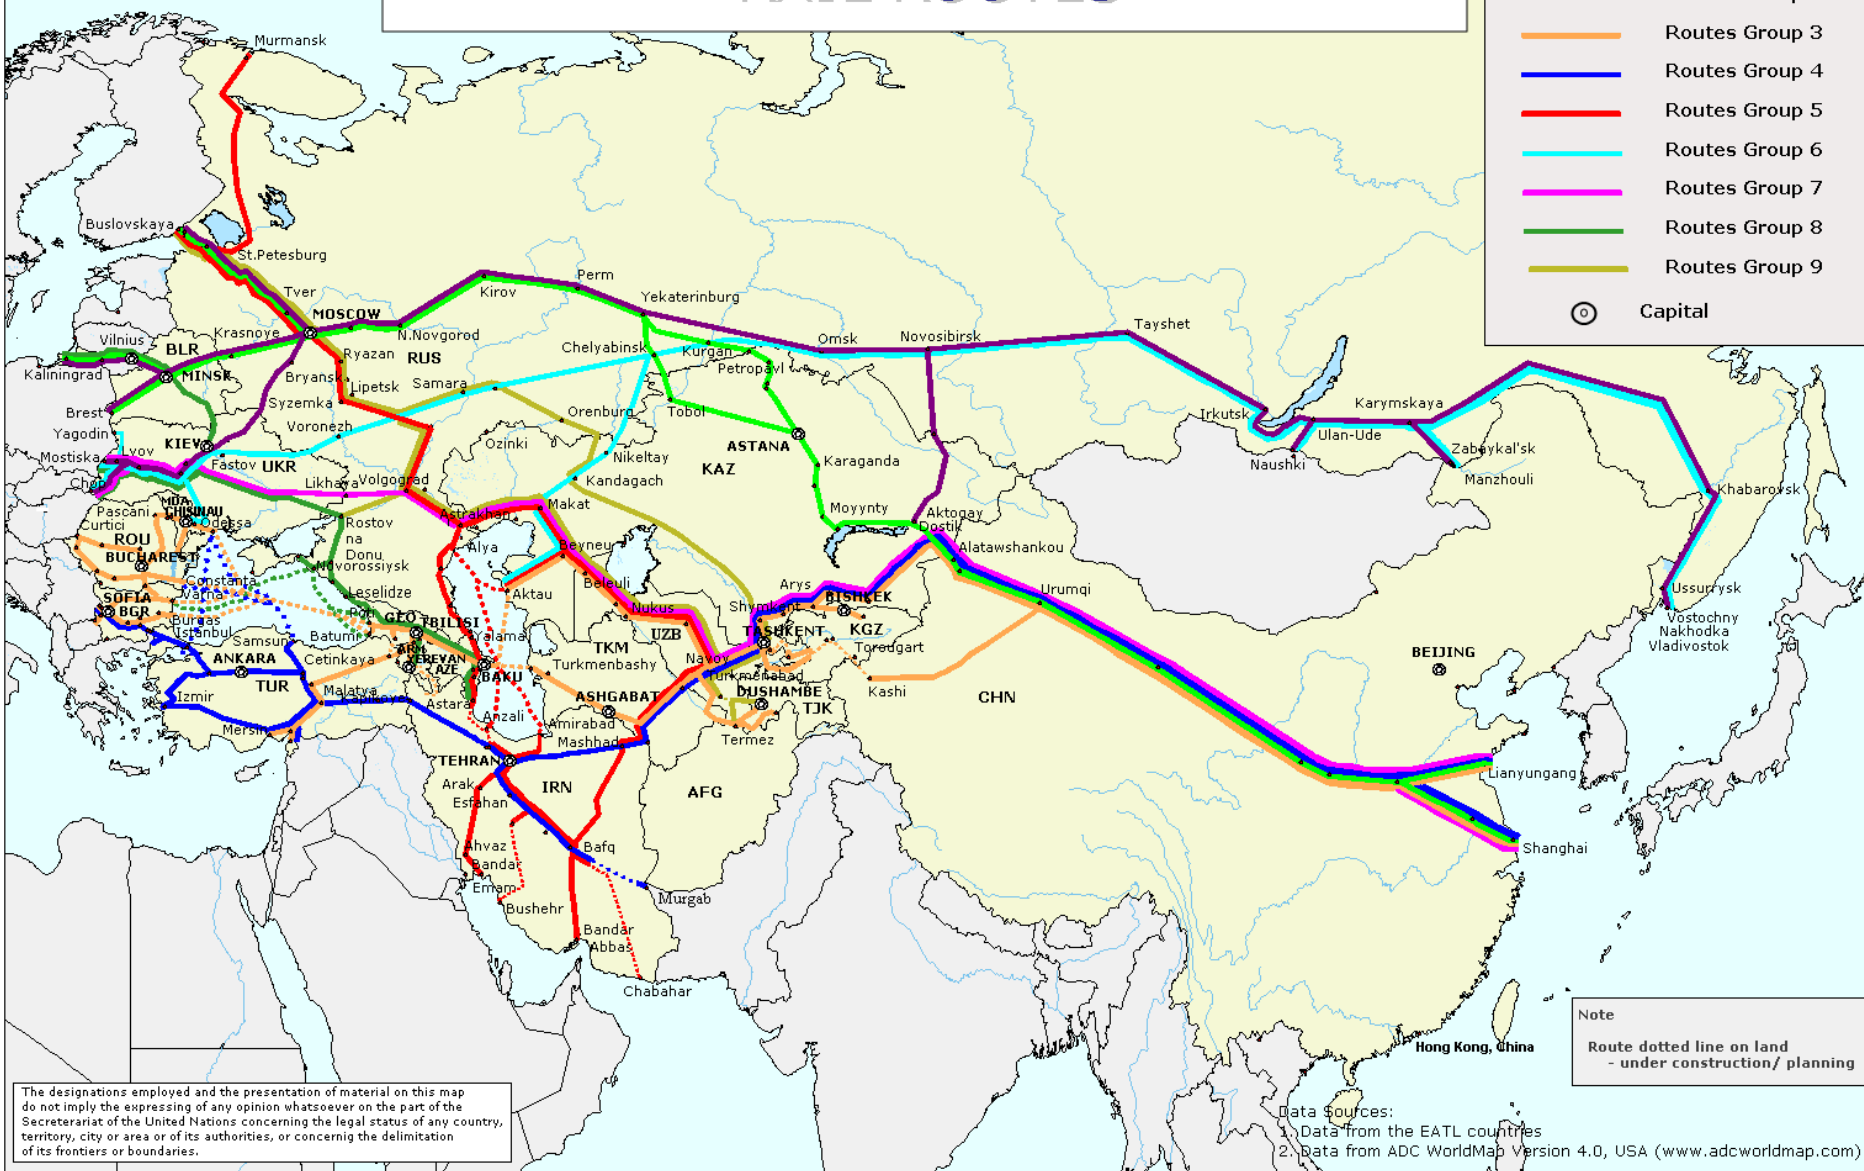 RAIL ROUTES
Routes Group 3
Routes Group 4
Routes Group 5
Routes Group 6
Routes Group 7
Routes Group 8
Routes Group 9
Capital
Murmansk
Buslovskaya
St.Petesburg
Tver
MOSCOW
Krasnoye
Vilnius
BLR
Kaliningrad
MINSK
Brest
Yagodin
KIEV
Mostiska
Lvov
Chop
Fastov
UKR
N.Novgorod
Kirov
Perm
Yekaterinburg
Ryazan
RUS
Bryansk
Lipetsk
Samara
Syzemka
Voronezh
Chelyabinsk
Kurgan
Petropavl
Omsk
Novosibirsk
Tayshet
Tobol
Orenburg
Ozinki
Nikeltay
Kandagach
ASTANA
KAZ
Karaganda
Moyynty
Aktogay
Dostik
Alatawshankou
Irkutsk
Ulan-Ude
Naushki
Karymskaya
Zabaykal'sk
Manzhouli
Khabarovsk
Ussuriysk
Vostochny
Nakhodka
Vladivostok
Likhaya
Volgograd
Makat
Astrakhan
Rostov
na
Donu
Novorossiysk
Alya
Beyneu
Beleuli
Aktau
Nukus
MDA
CHISINAU
Odessa
Pascani
Curtici
ROU
BUCHAREST
Constanta
Varna
SOFIA
BGR
Burgas
Istanbul
Leselidze
Poti
GEO
TBILISI
Batumi
Samsun
ARM
YEREVAN
AZE
Yalama
BAKU
Cetinkaya
ANKARA
TUR
Izmir
Malatya
Kapikoye
Mersin
Astara
Anzali
Turkmenbashy
TKM
UZB
Navoy
Turkmenabad
ASHGABAT
Amirabad
Mashhad
TEHRAN
IRN
Arak
Esfahan
Ahvaz
Bandar
Emam
Bushehr
Bafq
Bandar
Abbas
Murgab
Chabahar
AFG
Termez
DUSHAMBE
TJK
TASHKENT
Shymkent
Arys
BISHKEK
KGZ
Torougart
Kashi
Urumqi
CHN
BEIJING
Lianyungang
Shanghai
Hong Kong, China
Note
Route dotted line on land
- under construction/ planning
The designations employed and the presentation of material on this map
do not imply the expressing of any opinion whatsoever on the part of the
Secreterariat of the United Nations concerning the legal status of any country,
territory, city or area or of its authorities, or concernig the delimitation
of its frontiers or boundaries.
Data Sources:
1. Data from the EATL countries
2. Data from ADC WorldMap Version 4.0, USA (www.adcworldmap.com)